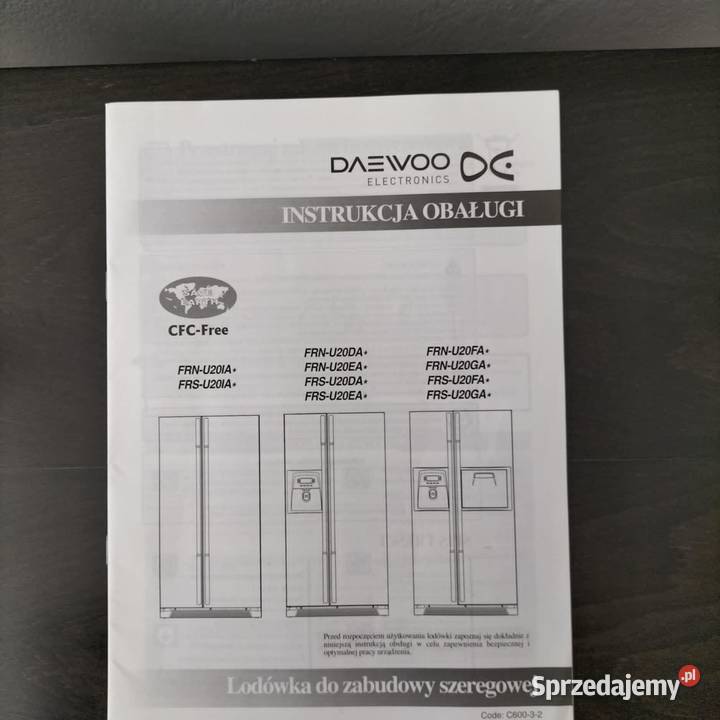 DAEWOO
ELECTRONICS
INSTRUKCJA OBAŁUGI
SAVE
EARTH
CFC-Free
FRN-U20IA*
FRS-U20IA*
FRN-U20DA*
FRN-U20EA*
FRS-U20DA*
FRS-U20EA*
FRN-U20FA*
FRN-U20GA*
FRS-U20FA*
FRS-U20GA*
Przed rozpoczęciem użytkowania lodówki zapoznaj się dokładnie z
niniejszą instrukcją obsługi w celu zapewnienia bezpiecznej i
optymalnej pracy urządzenia.
Lodówka do zabudowy szeregowej
Sprzedajemy.pl
Code: C600-3-2